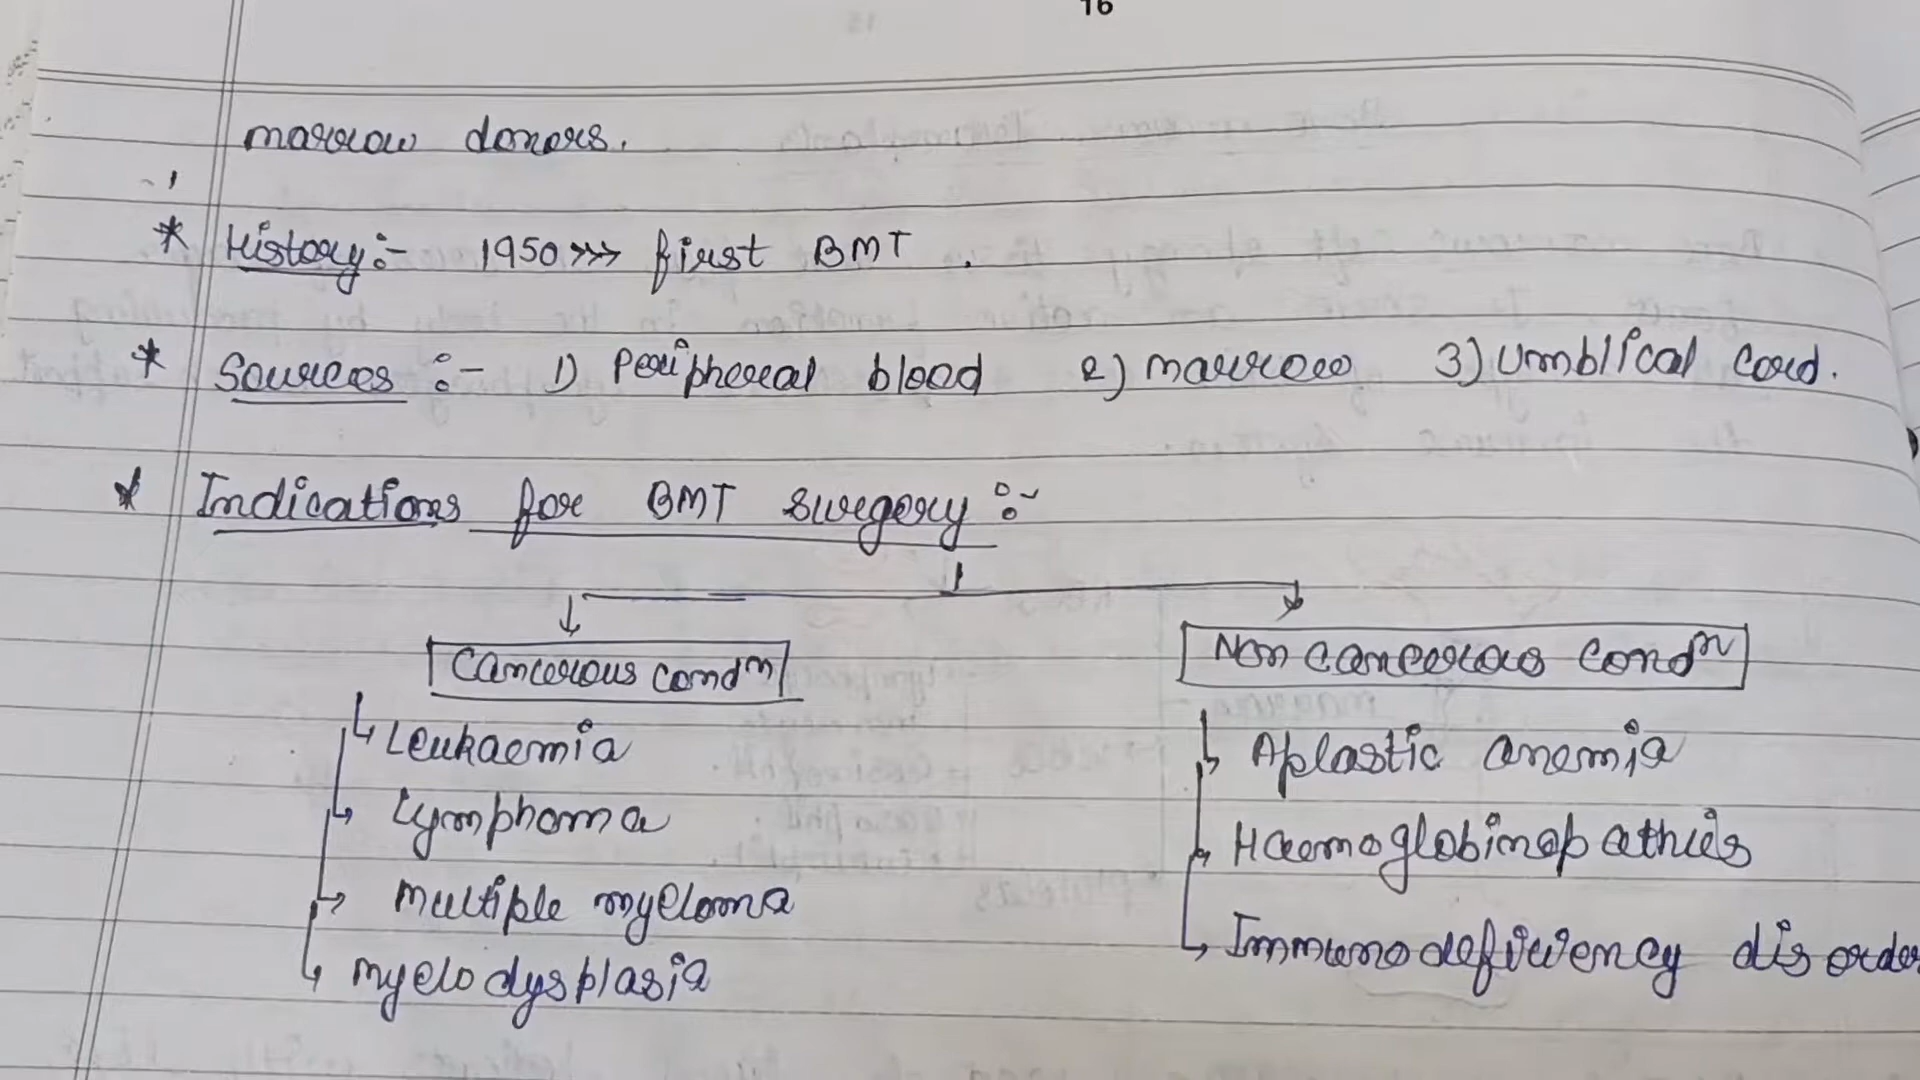 16
marrow donors.
* History:- 1950>>> first BMT.
* Sources :- 1) Peripheral blood 2) marrow 3) Umblical cord.
* Indications for BMT surgery :-
Cancerous condn
Non cancerous condn
Leukaemia
Aplastic anemia
Lymphoma
Haemoglobinopathies
multiple myeloma
Immunodeficiency disorder
myelodysplasia